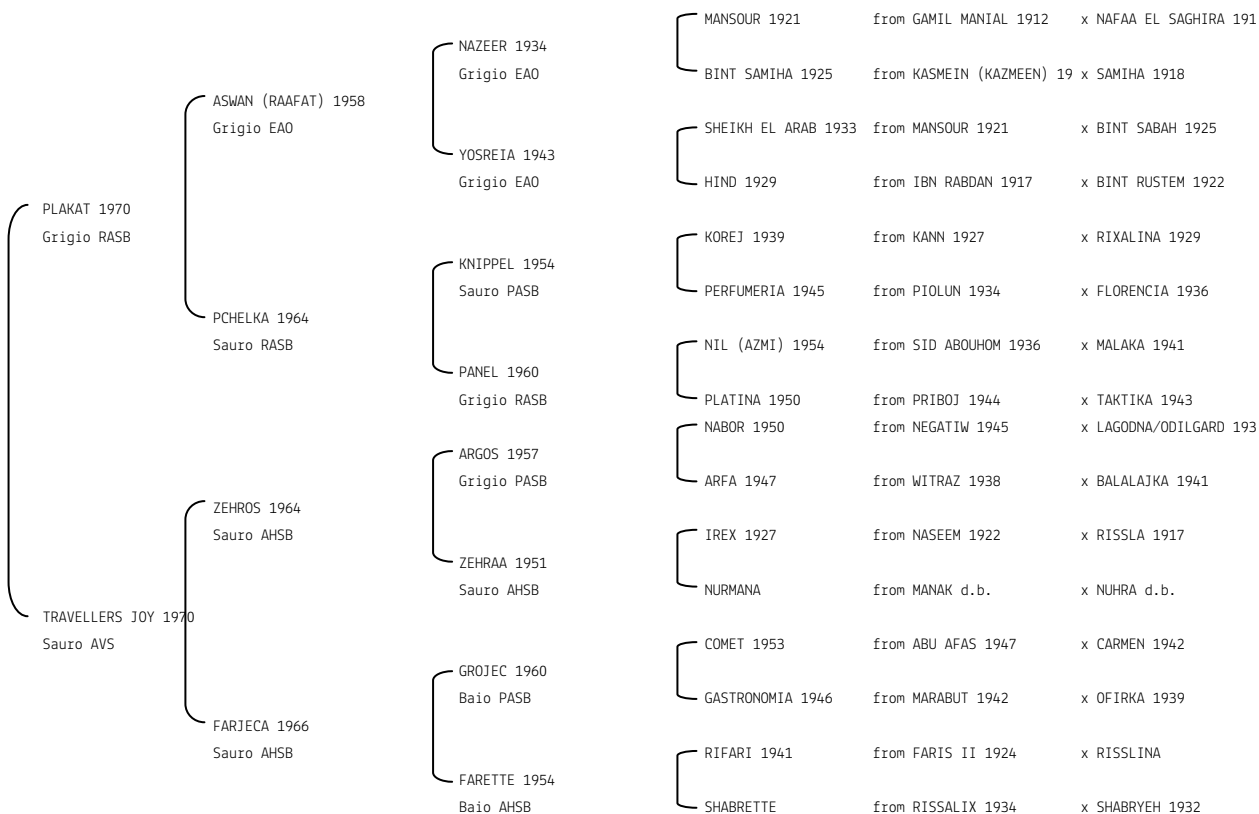 MANSOUR 1921 from GAMIL MANIAL 1912 x NAFAA EL SAGHIRA 191
NAZEER 1934
Grigio EAO BINT SAMIHA 1925 from KASMEIN (KAZMEEN) 19 x SAMIHA 1918
ASWAN (RAAFAT) 1958
Grigio EAO SHEIKH EL ARAB 1933 from MANSOUR 1921 x BINT SABAH 1925
YOSREIA 1943
Grigio EAO HIND 1929 from IBN RABDAN 1917 x BINT RUSTEM 1922
PLAKAT 1970
Grigio RASB KOREJ 1939 from KANN 1927 x RIXALINA 1929
KNIPPEL 1954
Sauro PASB PERFUMERIA 1945 from PIOLUN 1934 x FLORENCIA 1936
PCHELKA 1964
Sauro RASB NIL (AZMI) 1954 from SID ABOUHOM 1936 x MALAKA 1941
PANEL 1960
Grigio RASB PLATINA 1950 from PRIBOJ 1944 x TAKTIKA 1943
NABOR 1950 from NEGATIW 1945 x LAGODNA/ODILGARD 193
ARGOS 1957
Grigio PASB ARFA 1947 from WITRAZ 1938 x BALALAJKA 1941
ZEHROS 1964
Sauro AHSB IREX 1927 from NASEEM 1922 x RISSLA 1917
ZEHRAA 1951
Sauro AHSB NURMANA from MANAK d.b. x NUHRA d.b.
TRAVELLERS JOY 1970
Sauro AVS COMET 1953 from ABU AFAS 1947 x CARMEN 1942
GROJEC 1960
Baio PASB GASTRONOMIA 1946 from MARABUT 1942 x OFIRKA 1939
FARJECA 1966
Sauro AHSB RIFARI 1941 from FARIS II 1924 x RISSLINA
FARETTE 1954
Baio AHSB SHABRETTE from RISSALIX 1934 x SHABRYEH 1932